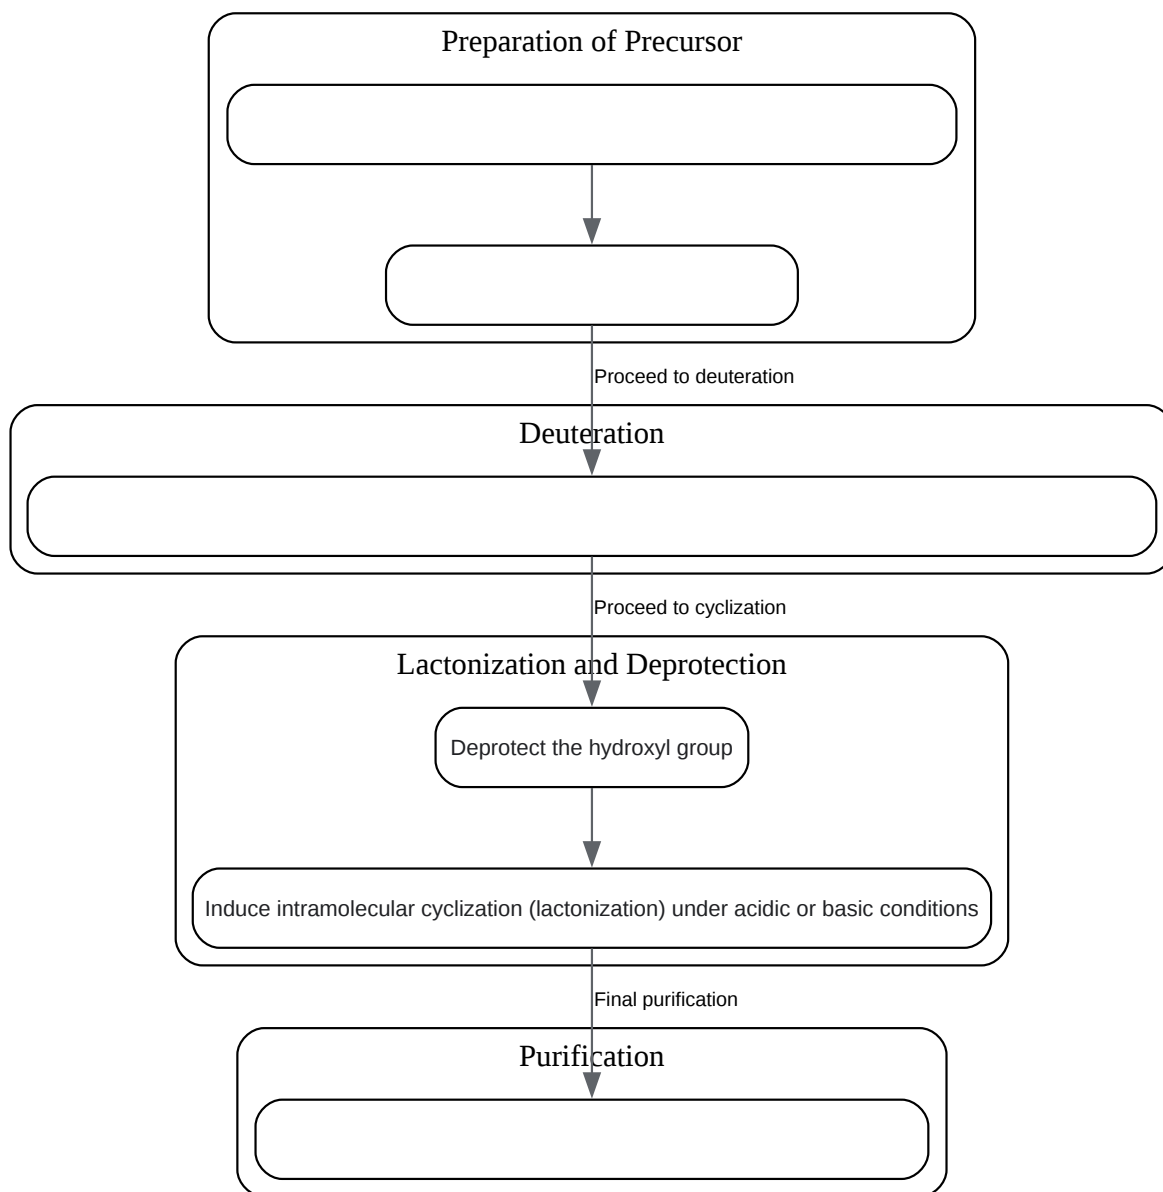 Preparation of Precursor
Proceed to deuteration
Deuteration
Proceed to cyclization
Lactonization and Deprotection
Deprotect the hydroxyl group
Induce intramolecular cyclization (lactonization) under acidic or basic conditions
Final purification
Purification